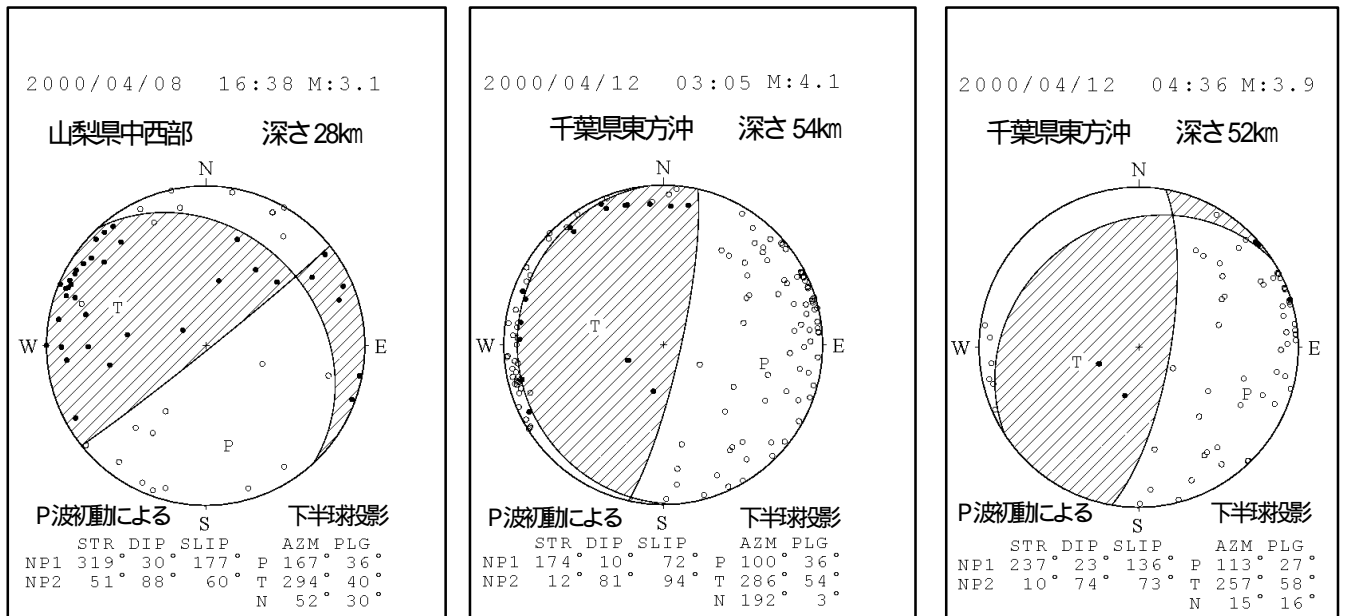 2000/04/08 16:38 M:3.1
山梨県中西部 深さ28km
N
T
W
E
P
S
P波初動による 下半球投影
STR DIP SLIP AZM PLG
NP1 319° 30° 177° P 167° 36°
NP2 51° 88° 60° T 294° 40°
N 52° 30°
2000/04/12 03:05 M:4.1
千葉県東方沖 深さ54km
N
T
W
E
P
S
P波初動による 下半球投影
STR DIP SLIP AZM PLG
NP1 174° 10° 72° P 100° 36°
NP2 12° 81° 94° T 286° 54°
N 192° 3°
2000/04/12 04:36 M:3.9
千葉県東方沖 深さ52km
N
W
E
T
P
S
P波初動による 下半球投影
STR DIP SLIP AZM PLG
NP1 237° 23° 136° P 113° 27°
NP2 10° 74° 73° T 257° 58°
N 15° 16°